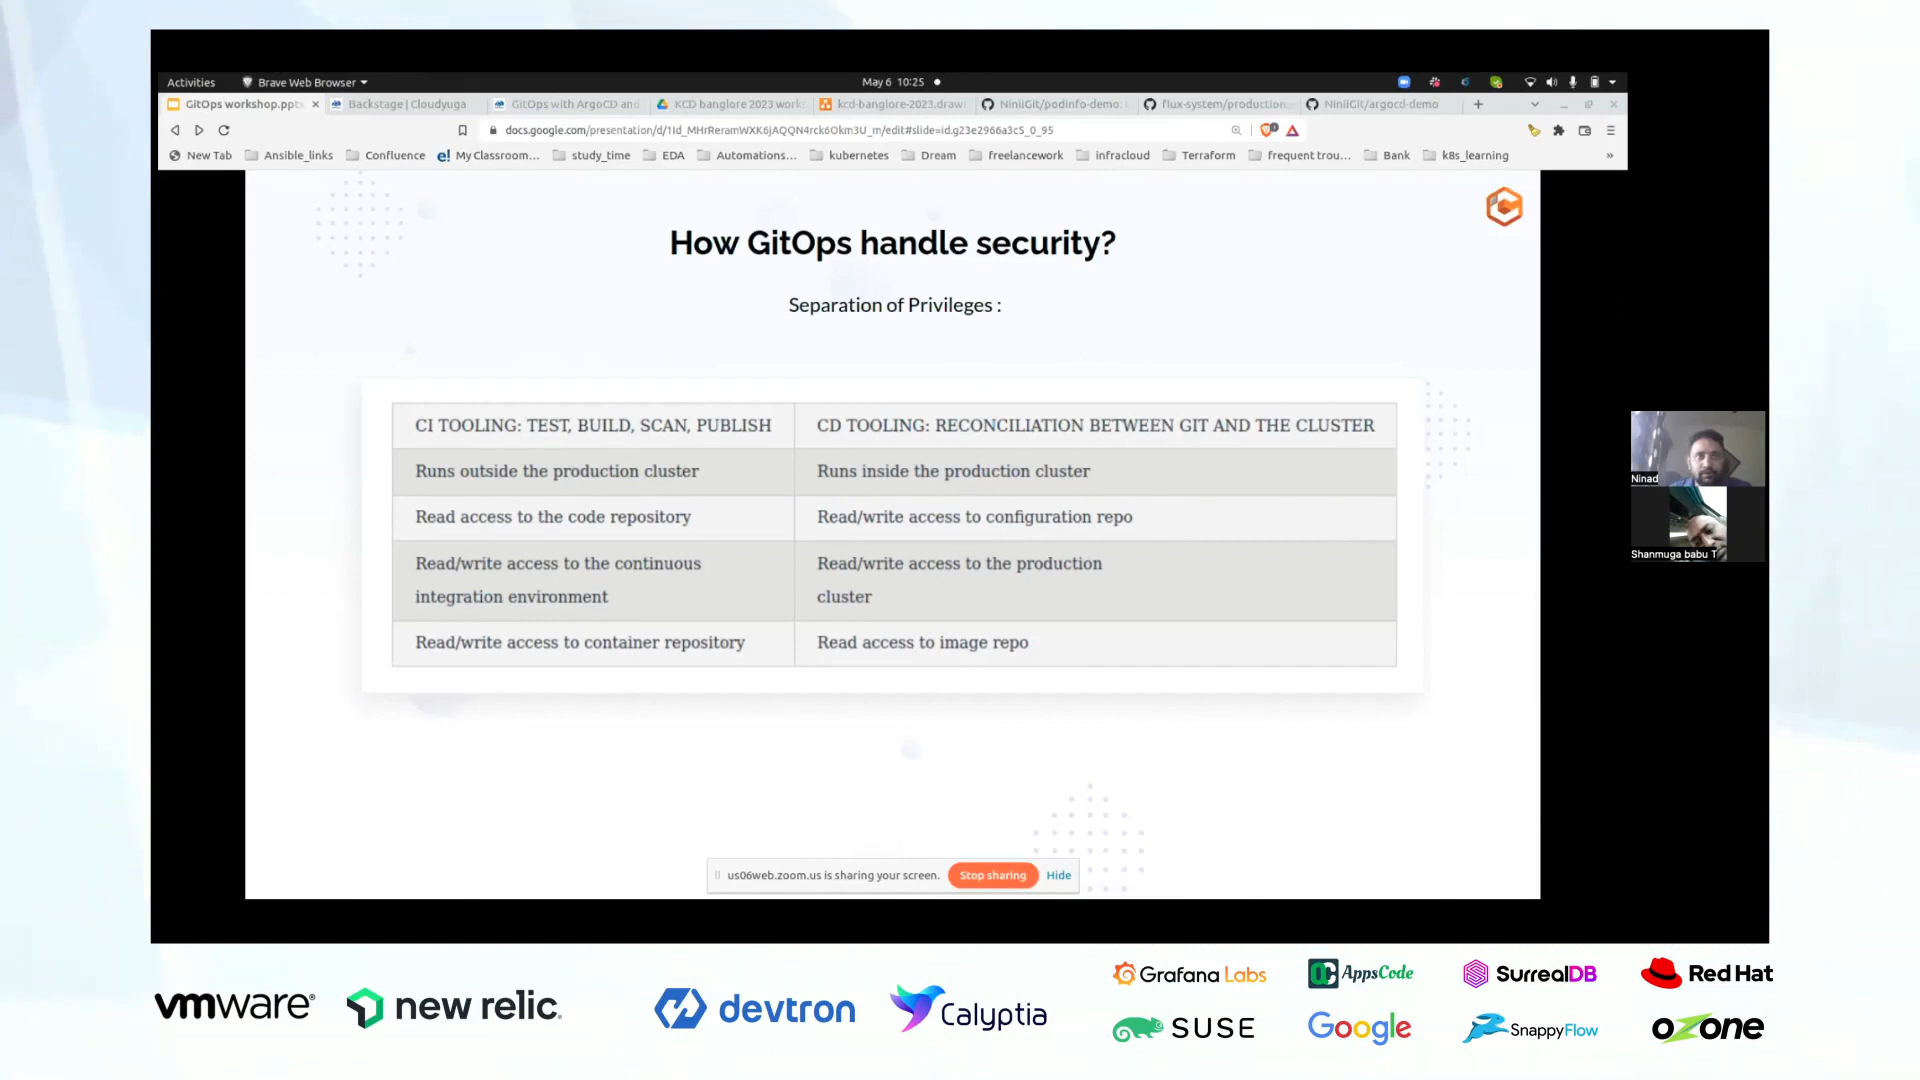 Activities
Brave Web Browser
May 6 10:25
GitOps workshop.pptx
Backstage | Cloudyuga
GitOps with ArgoCD and
KCD banglore 2023 work
kcd-banglore-2023.drawi
NiniiGit/podinfo-demo:
flux-system/production
NiniiGit/argocd-demo
docs.google.com/presentation/d/1Id_MHrReramWXK6jAQQN4rck6Okm3U_m/edit#slide=id.g23e2966a3c5_0_95
New Tab
Ansible_links
Confluence
My Classroom...
study_time
EDA
Automations...
kubernetes
Dream
freelancework
infracloud
Terraform
frequent trou...
Bank
k8s_learning
»
How GitOps handle security?
Separation of Privileges :
CI TOOLING: TEST, BUILD, SCAN, PUBLISH
CD TOOLING: RECONCILIATION BETWEEN GIT AND THE CLUSTER
Runs outside the production cluster
Runs inside the production cluster
Read access to the code repository
Read/write access to configuration repo
Read/write access to the continuous
integration environment
Read/write access to the production
cluster
Read/write access to container repository
Read access to image repo
Ninad
Shanmuga babu T
us06web.zoom.us is sharing your screen.
Stop sharing
Hide
vmware®
new relic.
devtron
Calyptia
Grafana Labs
AppsCode
SurrealDB
Red Hat
SUSE
Google
SnappyFlow
ozone